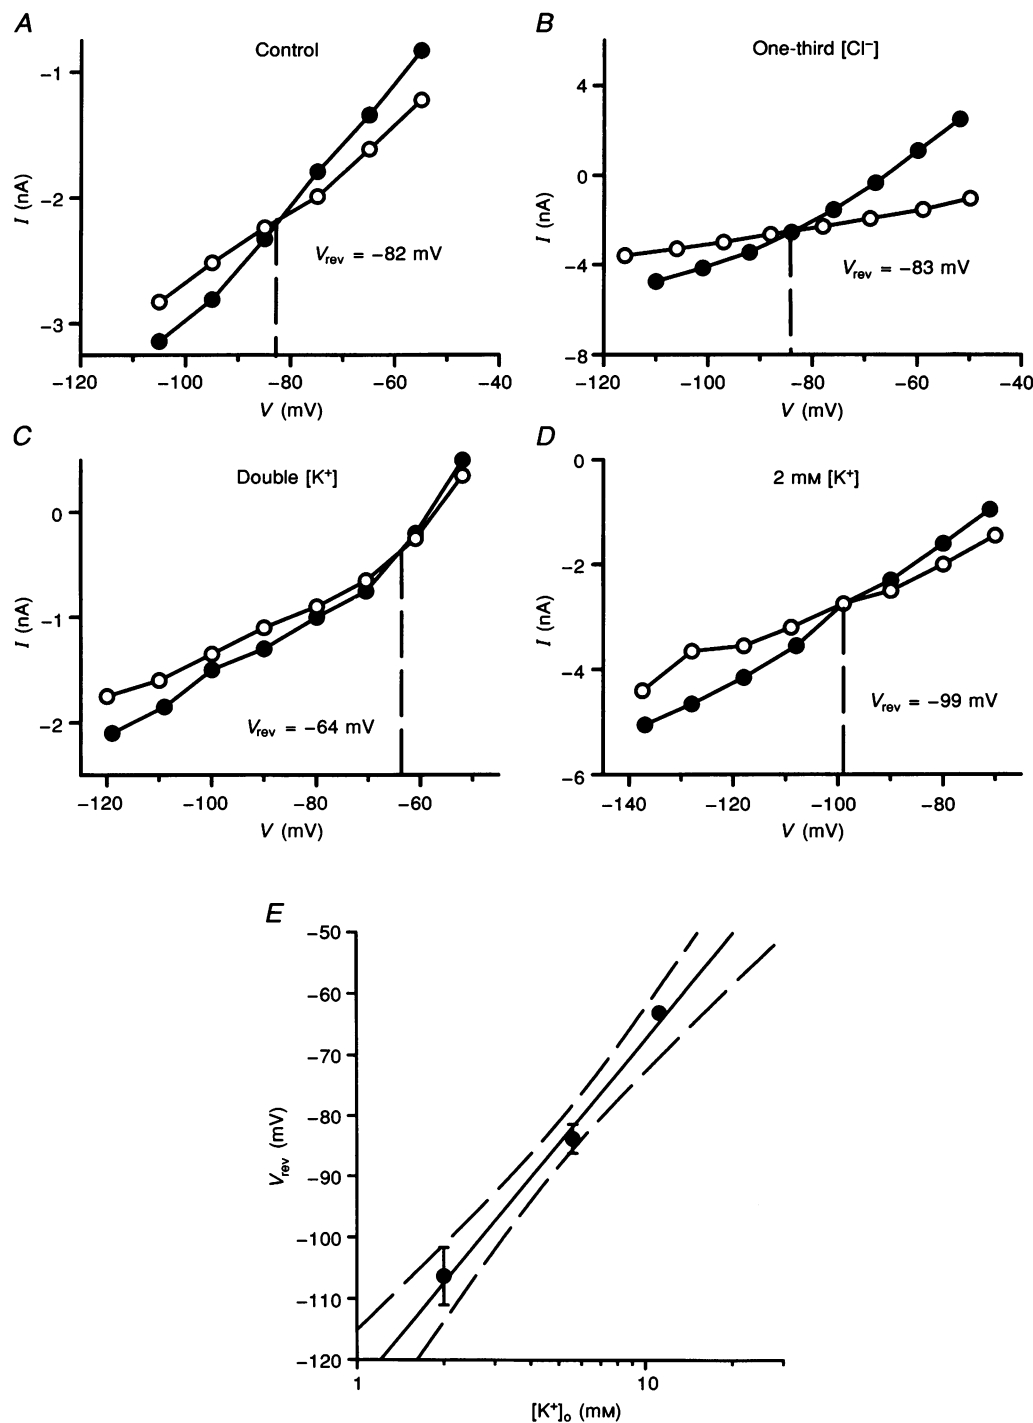 A
Control
−1
−2
−3
I (nA)
Vrev = −82 mV
−120 −100 −80 −60 −40
V (mV)
B
One-third [Cl⁻]
4
0
−4
−8
I (nA)
Vrev = −83 mV
−120 −100 −80 −60 −40
V (mV)
C
Double [K⁺]
0
−1
−2
I (nA)
Vrev = −64 mV
−120 −100 −80 −60
V (mV)
D
2 mM [K⁺]
0
−2
−4
−6
I (nA)
Vrev = −99 mV
−140 −120 −100 −80
V (mV)
E
−50
−60
−70
−80
−90
−100
−110
−120
Vrev (mV)
1 10
[K⁺]o (mM)